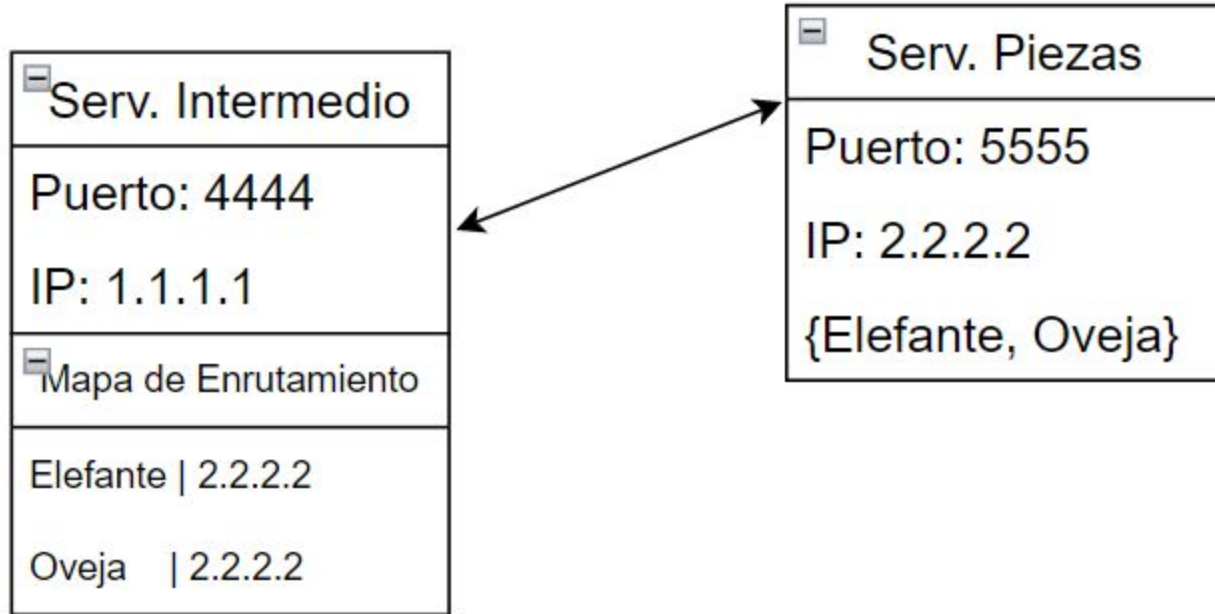 Serv. Intermedio
Puerto: 4444
IP: 1.1.1.1
Mapa de Enrutamiento
Elefante | 2.2.2.2
Oveja | 2.2.2.2
Serv. Piezas
Puerto: 5555
IP: 2.2.2.2
{Elefante, Oveja}